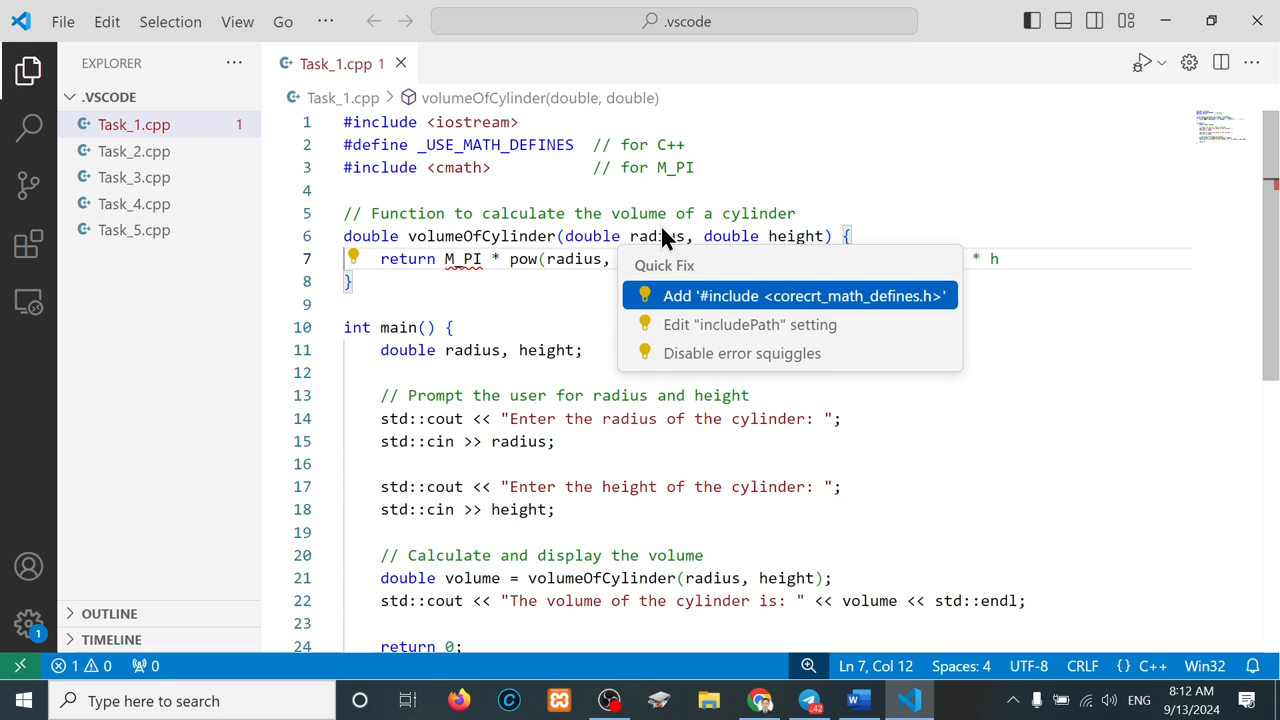 File Edit Selection View Go ··· .vscode
EXPLORER ···
.VSCODE
Task_1.cpp 1
Task_2.cpp
Task_3.cpp
Task_4.cpp
Task_5.cpp
OUTLINE
TIMELINE
1
Task_1.cpp 1
Task_1.cpp > volumeOfCylinder(double, double)
1 #include <iostream>
2 #define _USE_MATH_DEFINES // for C++
3 #include <cmath> // for M_PI
4
5 // Function to calculate the volume of a cylinder
6 double volumeOfCylinder(double radius, double height) {
7 return M_PI * pow(radius, * h
8 }
9
10 int main() {
11 double radius, height;
12
13 // Prompt the user for radius and height
14 std::cout << "Enter the radius of the cylinder: ";
15 std::cin >> radius;
16
17 std::cout << "Enter the height of the cylinder: ";
18 std::cin >> height;
19
20 // Calculate and display the volume
21 double volume = volumeOfCylinder(radius, height);
22 std::cout << "The volume of the cylinder is: " << volume << std::endl;
23
24 return 0;
Quick Fix
Add '#include <corecrt_math_defines.h>'
Edit "includePath" setting
Disable error squiggles
1 0 0 Ln 7, Col 12 Spaces: 4 UTF-8 CRLF {} C++ Win32
Type here to search 42 ENG 8:12 AM
9/13/2024